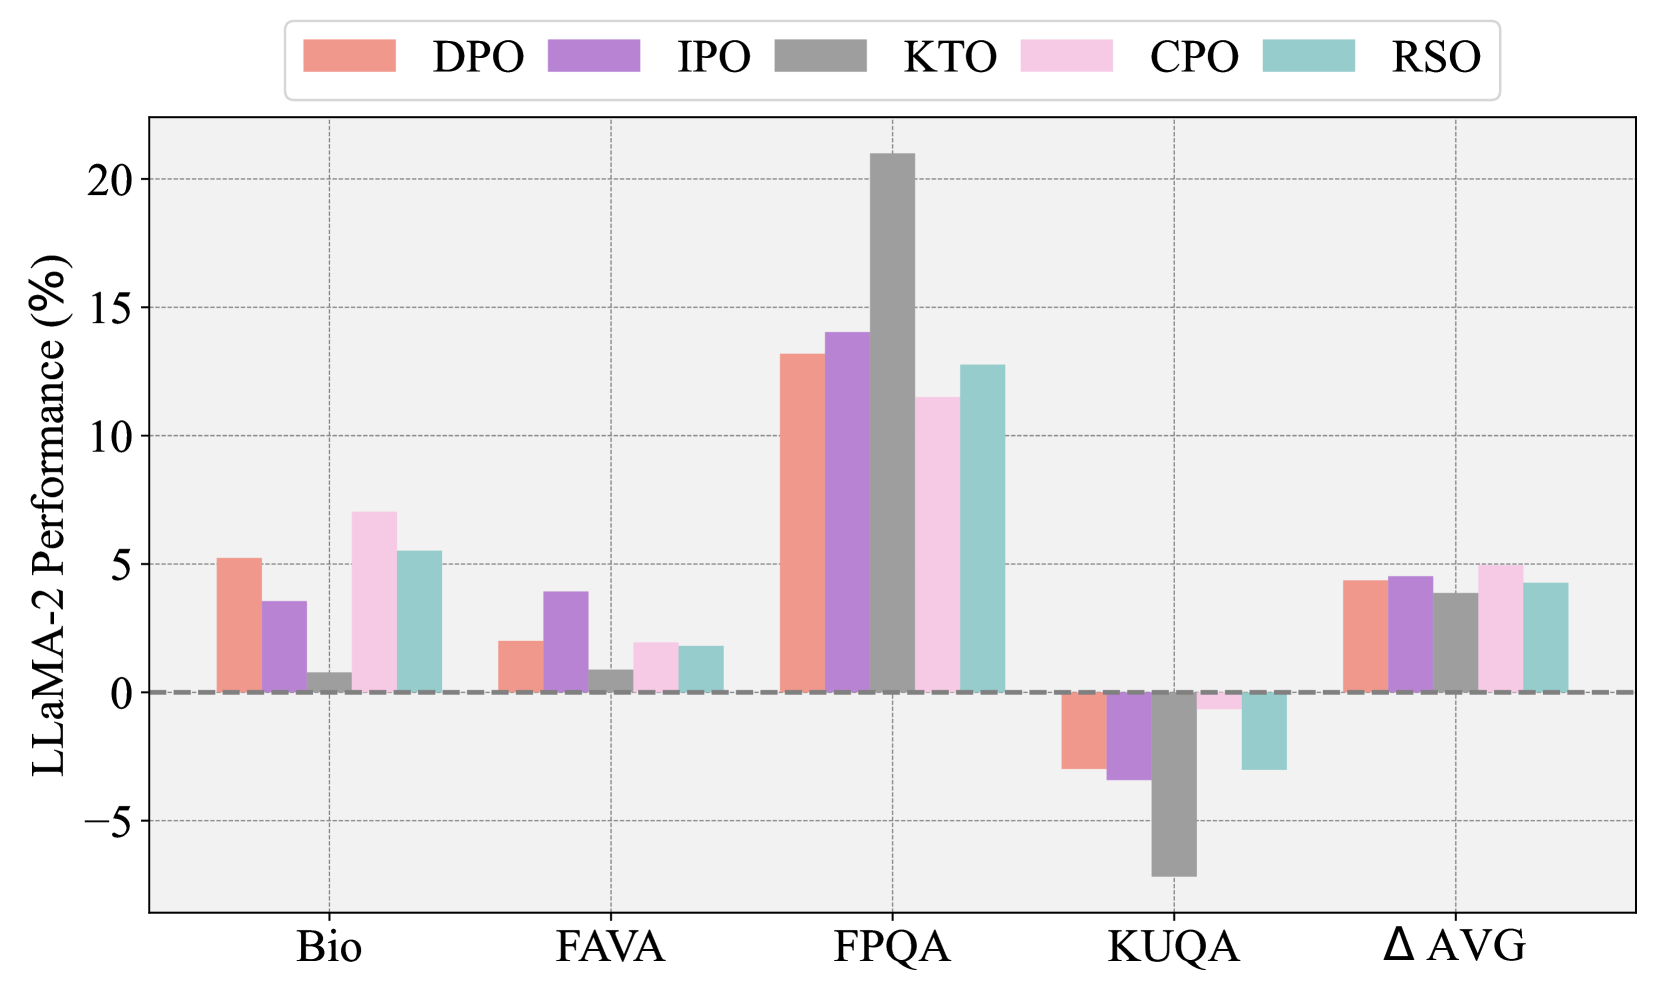 DPO IPO KTO CPO RSO
LLaMA-2 Performance (%)
20
15
10
5
0
−5
Bio FAVA FPQA KUQA Δ AVG